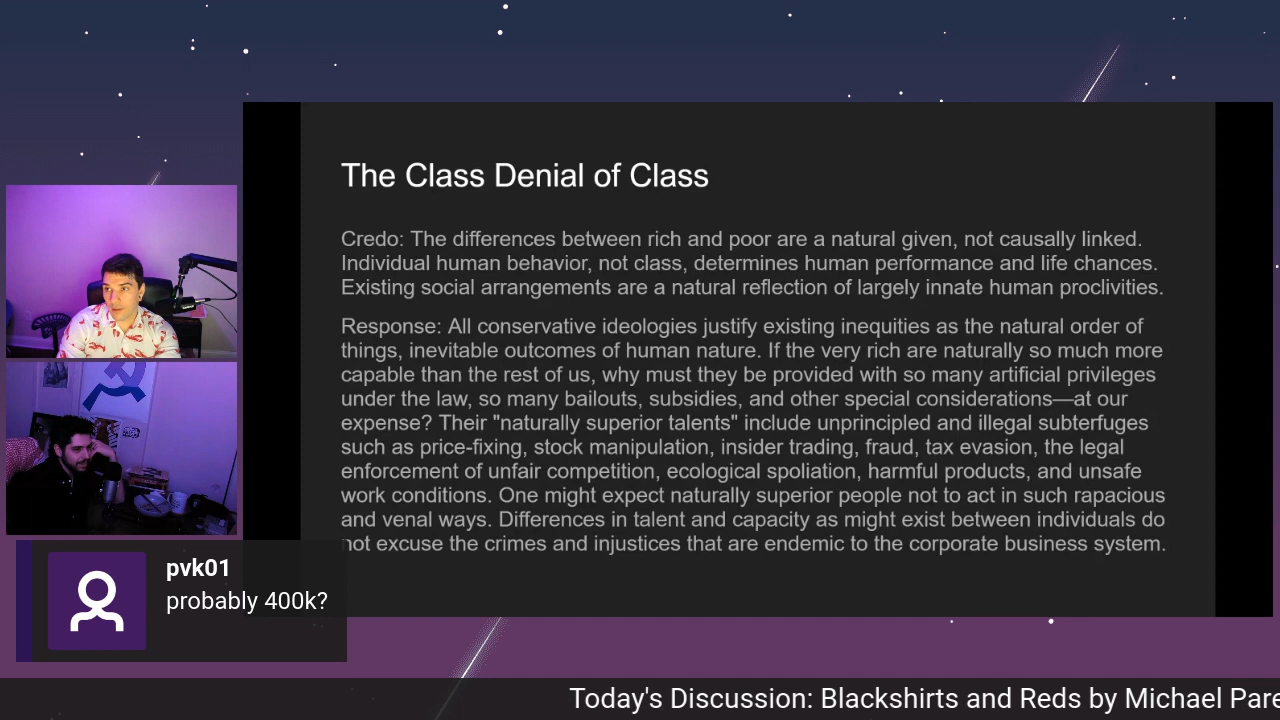 The Class Denial of Class
Credo: The differences between rich and poor are a natural given, not causally linked.
Individual human behavior, not class, determines human performance and life chances.
Existing social arrangements are a natural reflection of largely innate human proclivities.
Response: All conservative ideologies justify existing inequities as the natural order of
things, inevitable outcomes of human nature. If the very rich are naturally so much more
capable than the rest of us, why must they be provided with so many artificial privileges
under the law, so many bailouts, subsidies, and other special considerations—at our
expense? Their "naturally superior talents" include unprincipled and illegal subterfuges
such as price-fixing, stock manipulation, insider trading, fraud, tax evasion, the legal
enforcement of unfair competition, ecological spoliation, harmful products, and unsafe
work conditions. One might expect naturally superior people not to act in such rapacious
and venal ways. Differences in talent and capacity as might exist between individuals do
not excuse the crimes and injustices that are endemic to the corporate business system.
pvk01
probably 400k?
Today's Discussion: Blackshirts and Reds by Michael Pare